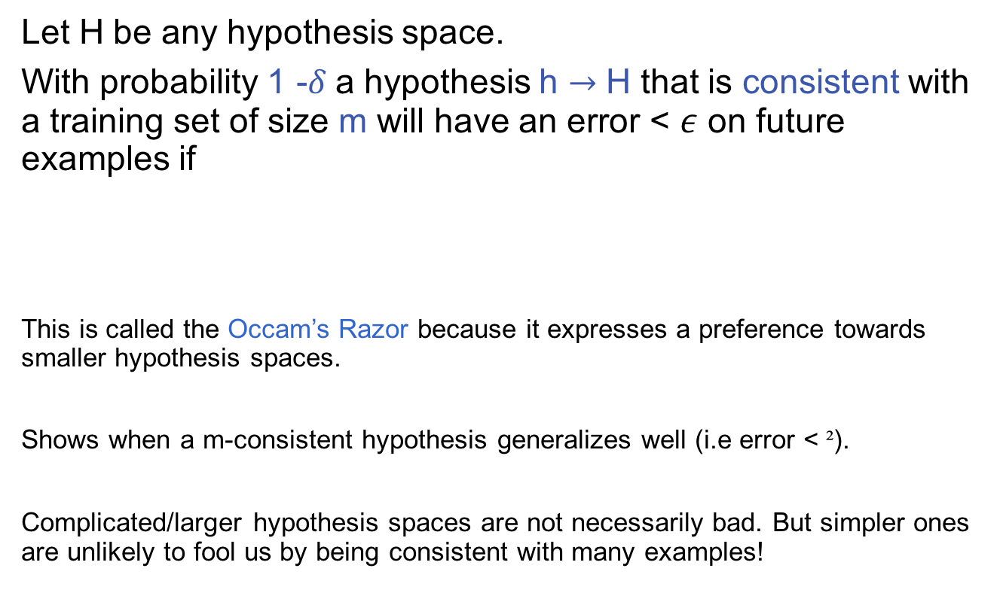 Let H be any hypothesis space.
With probability 1 -𝛿 a hypothesis h → H that is consistent with
a training set of size m will have an error < 𝜖 on future
examples if
This is called the Occam’s Razor because it expresses a preference towards
smaller hypothesis spaces.
Shows when a m-consistent hypothesis generalizes well (i.e error < ²).
Complicated/larger hypothesis spaces are not necessarily bad. But simpler ones
are unlikely to fool us by being consistent with many examples!